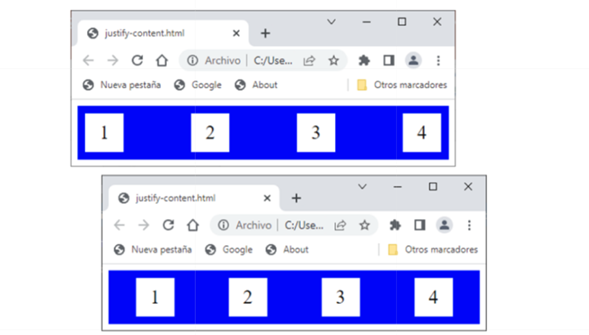 justify-content.html
Archivo C:/Use...
Nueva pestaña Google About Otros marcadores
1 2 3 4
justify-content.html
Archivo C:/Use...
Nueva pestaña Google About Otros marcadores
1 2 3 4